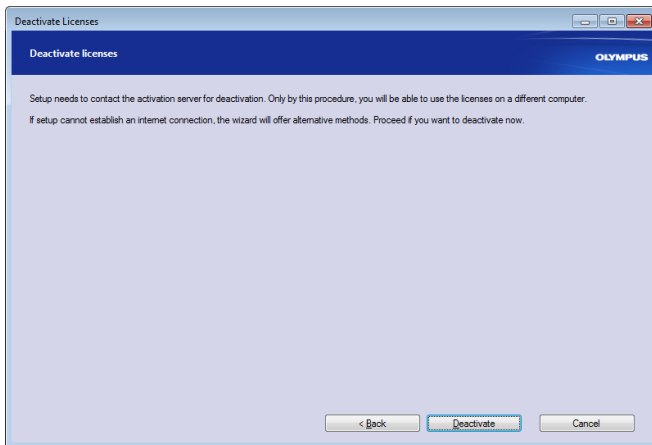 Deactivate Licenses
Deactivate licenses
OLYMPUS
Setup needs to contact the activation server for deactivation. Only by this procedure, you will be able to use the licenses on a different computer.
If setup cannot establish an internet connection, the wizard will offer alternative methods. Proceed if you want to deactivate now.
< Back Deactivate Cancel